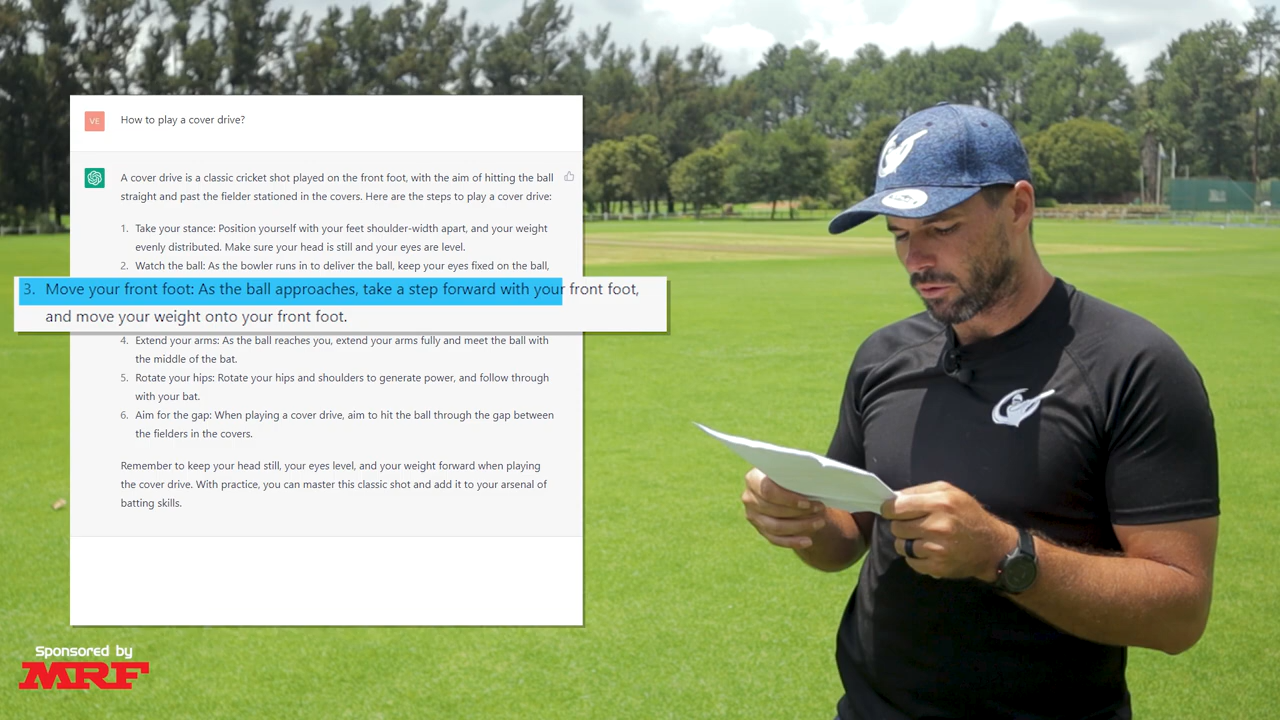 VE
How to play a cover drive?
A cover drive is a classic cricket shot played on the front foot, with the aim of hitting the ball
straight and past the fielder stationed in the covers. Here are the steps to play a cover drive:
1. Take your stance: Position yourself with your feet shoulder-width apart, and your weight
evenly distributed. Make sure your head is still and your eyes are level.
2. Watch the ball: As the bowler runs in to deliver the ball, keep your eyes fixed on the ball,
3. Move your front foot: As the ball approaches, take a step forward with your front foot,
and move your weight onto your front foot.
4. Extend your arms: As the ball reaches you, extend your arms fully and meet the ball with
the middle of the bat.
5. Rotate your hips: Rotate your hips and shoulders to generate power, and follow through
with your bat.
6. Aim for the gap: When playing a cover drive, aim to hit the ball through the gap between
the fielders in the covers.
Remember to keep your head still, your eyes level, and your weight forward when playing
the cover drive. With practice, you can master this classic shot and add it to your arsenal of
batting skills.
Sponsored by
MRF